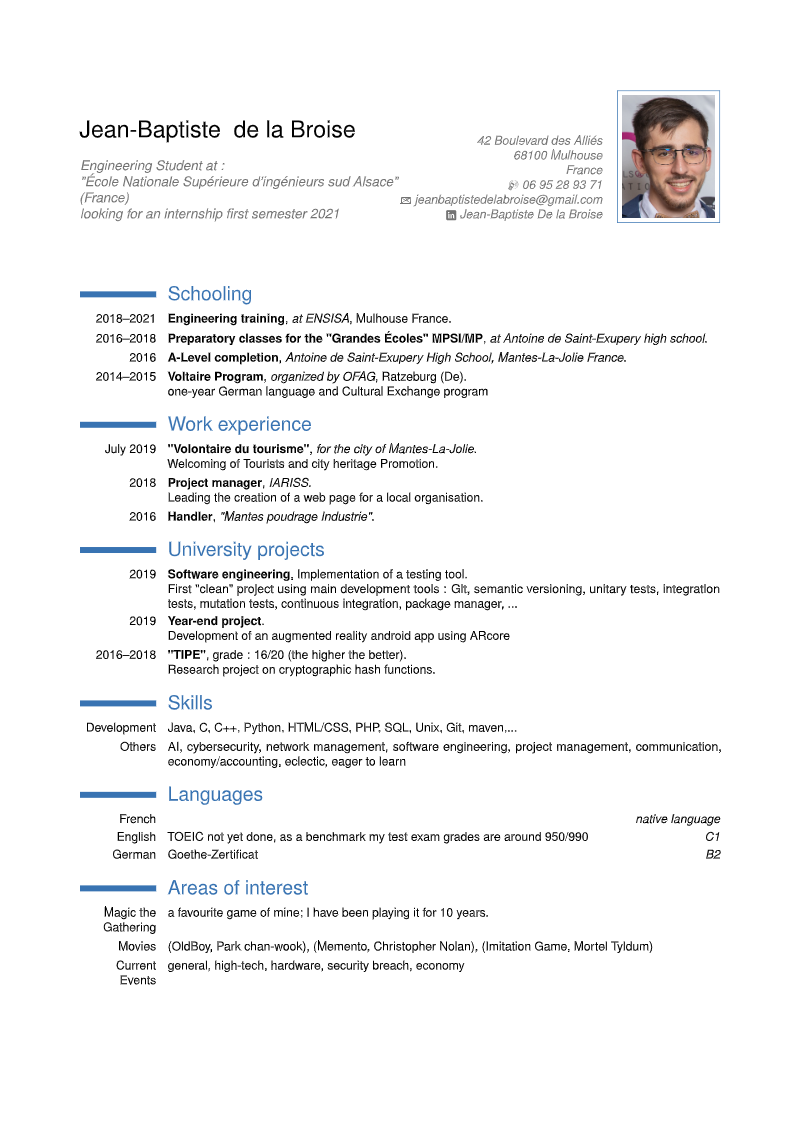 Jean-Baptiste de la Broise
Engineering Student at :
"École Nationale Supérieure d'ingénieurs sud Alsace"
(France)
looking for an internship first semester 2021
42 Boulevard des Alliés
68100 Mulhouse
France
06 95 28 93 71
jeanbaptistedelabroise@gmail.com
Jean-Baptiste De la Broise
Schooling
2018–2021 Engineering training, at ENSISA, Mulhouse France.
2016–2018 Preparatory classes for the "Grandes Écoles" MPSI/MP, at Antoine de Saint-Exupery high school.
2016 A-Level completion, Antoine de Saint-Exupery High School, Mantes-La-Jolie France.
2014–2015 Voltaire Program, organized by OFAG, Ratzeburg (De).
one-year German language and Cultural Exchange program
Work experience
July 2019 "Volontaire du tourisme", for the city of Mantes-La-Jolie.
Welcoming of Tourists and city heritage Promotion.
2018 Project manager, IARISS.
Leading the creation of a web page for a local organisation.
2016 Handler, "Mantes poudrage Industrie".
University projects
2019 Software engineering, Implementation of a testing tool.
First "clean" project using main development tools : Git, semantic versioning, unitary tests, integration
tests, mutation tests, continuous integration, package manager, ...
2019 Year-end project.
Development of an augmented reality android app using ARcore
2016–2018 "TIPE", grade : 16/20 (the higher the better).
Research project on cryptographic hash functions.
Skills
Development Java, C, C++, Python, HTML/CSS, PHP, SQL, Unix, Git, maven,...
Others AI, cybersecurity, network management, software engineering, project management, communication,
economy/accounting, eclectic, eager to learn
Languages
French native language
English TOEIC not yet done, as a benchmark my test exam grades are around 950/990 C1
German Goethe-Zertificat B2
Areas of interest
Magic the a favourite game of mine; I have been playing it for 10 years.
Gathering
Movies (OldBoy, Park chan-wook), (Memento, Christopher Nolan), (Imitation Game, Mortel Tyldum)
Current general, high-tech, hardware, security breach, economy
Events